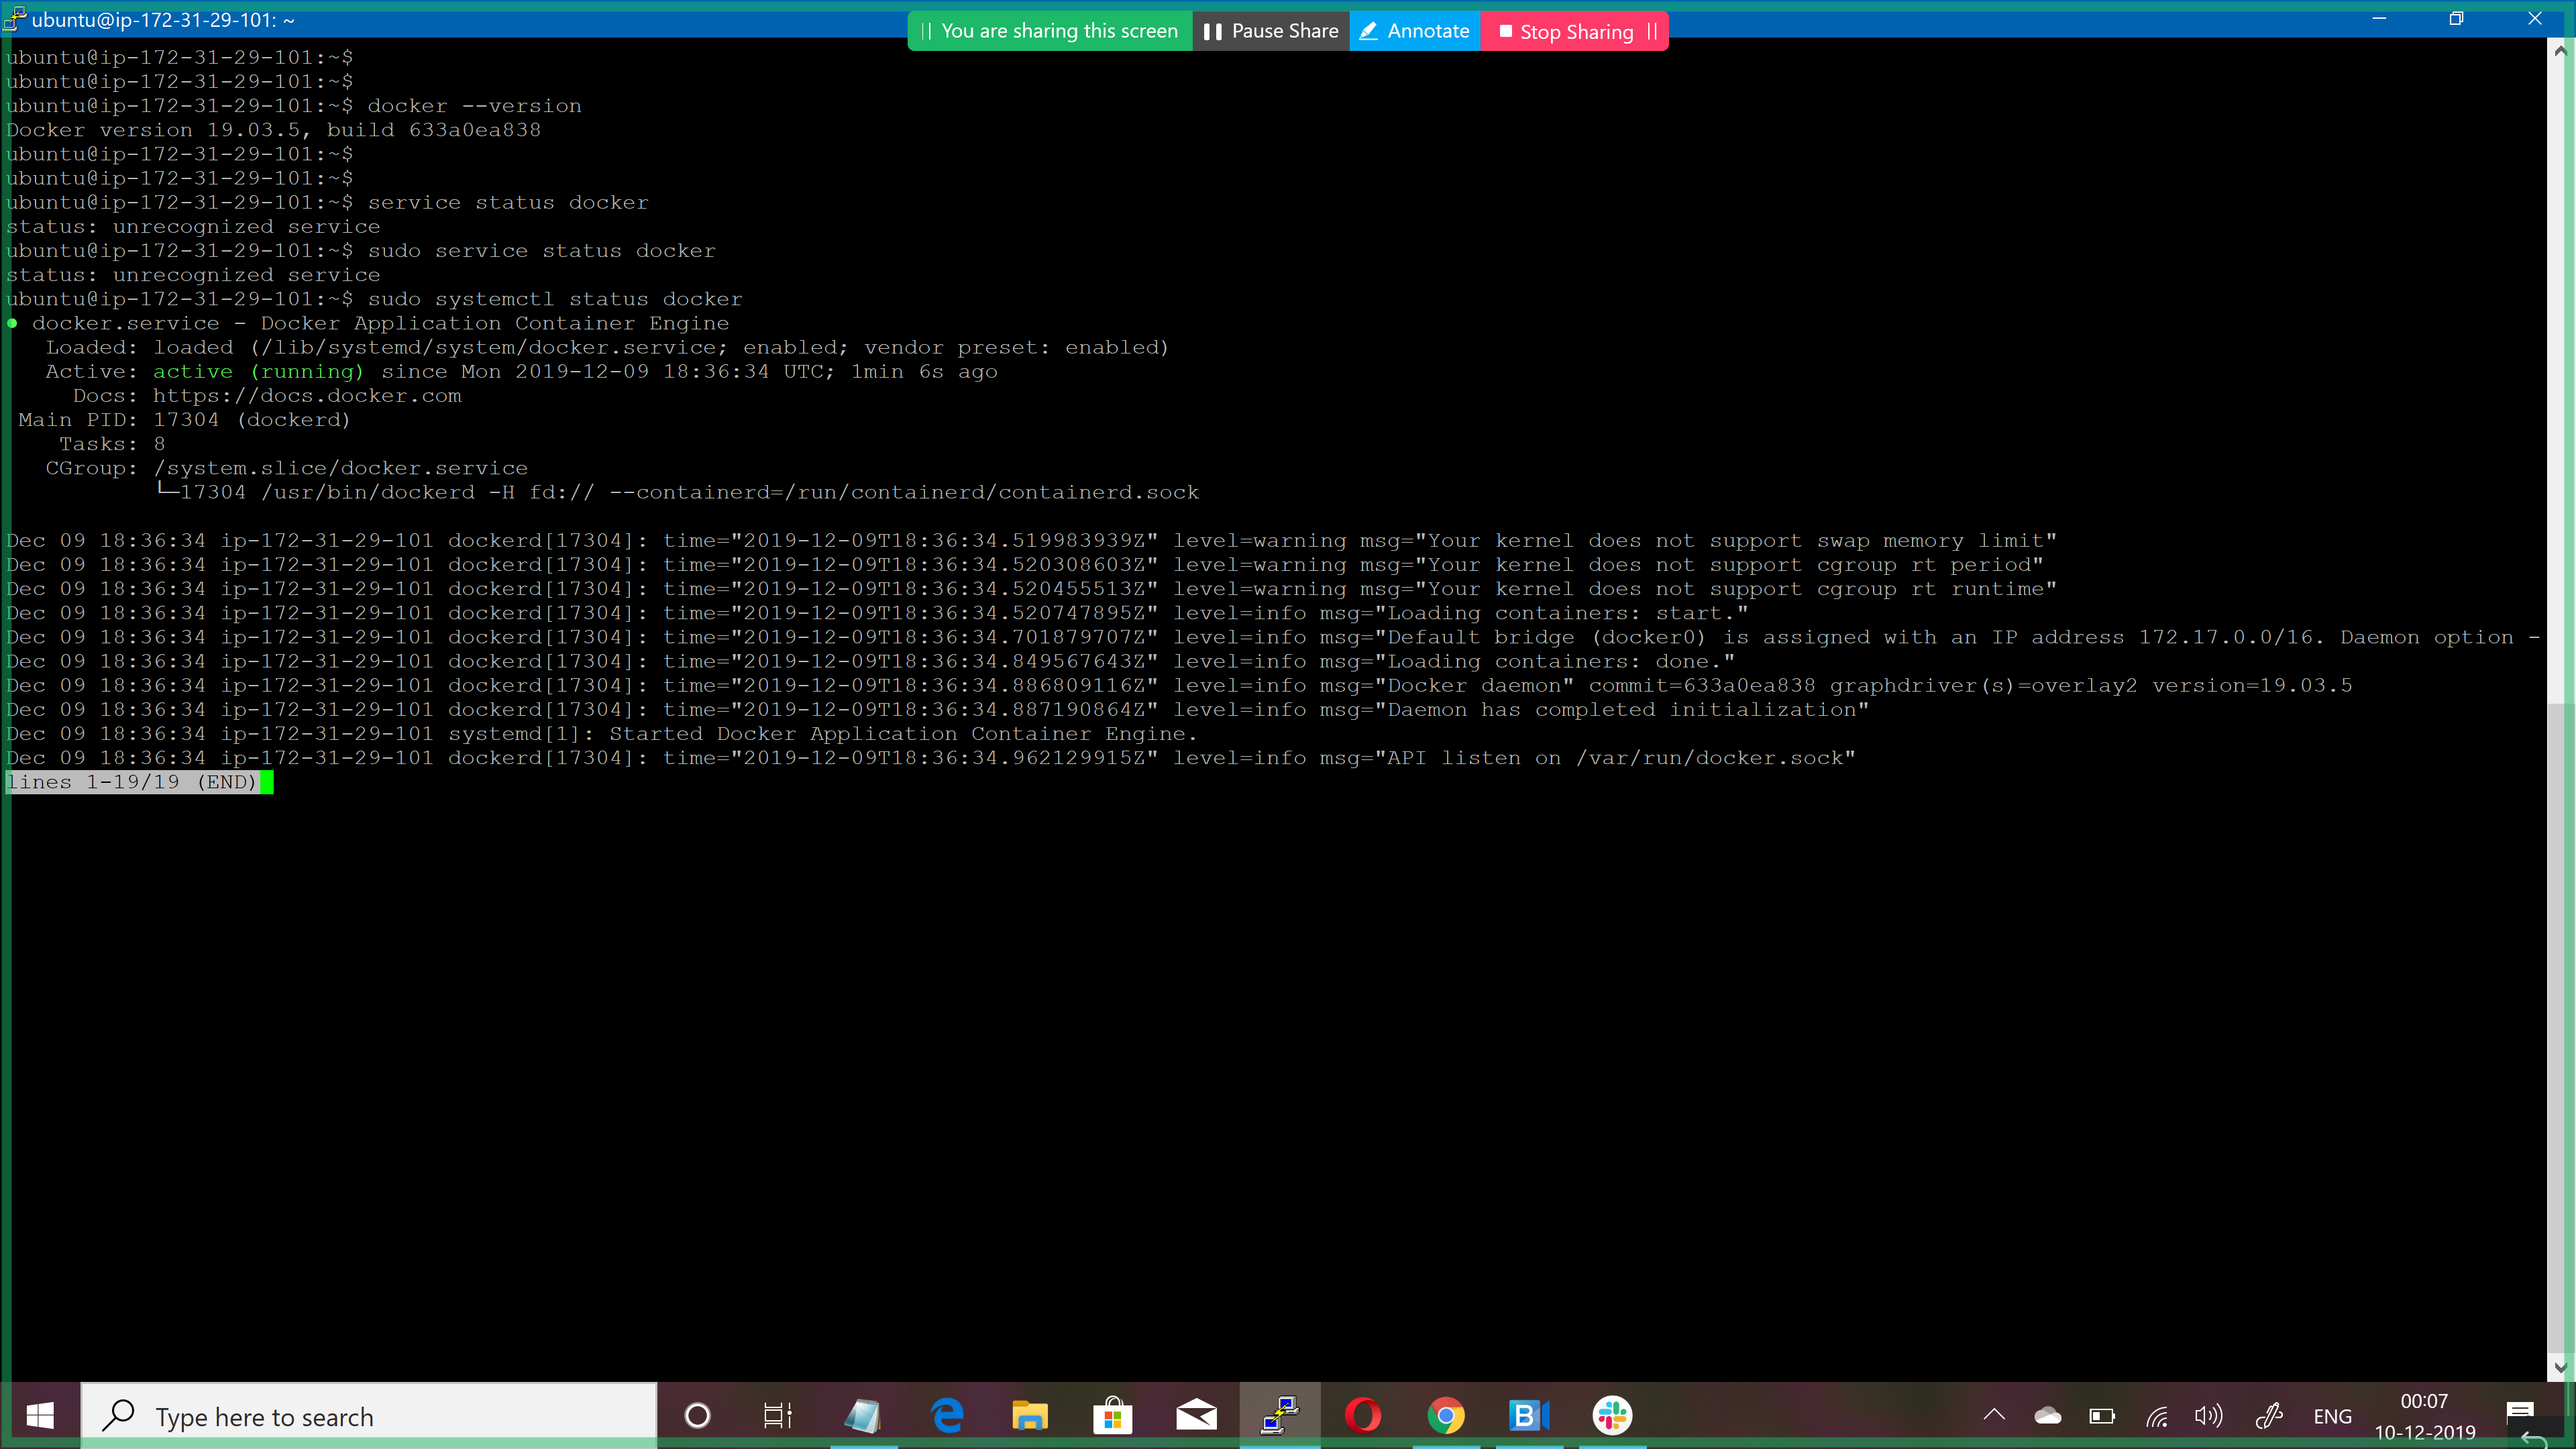 ubuntu@ip-172-31-29-101: ~
You are sharing this screen Pause Share Annotate Stop Sharing
ubuntu@ip-172-31-29-101:~$
ubuntu@ip-172-31-29-101:~$
ubuntu@ip-172-31-29-101:~$ docker --version
Docker version 19.03.5, build 633a0ea838
ubuntu@ip-172-31-29-101:~$
ubuntu@ip-172-31-29-101:~$
ubuntu@ip-172-31-29-101:~$ service status docker
status: unrecognized service
ubuntu@ip-172-31-29-101:~$ sudo service status docker
status: unrecognized service
ubuntu@ip-172-31-29-101:~$ sudo systemctl status docker
● docker.service - Docker Application Container Engine
Loaded: loaded (/lib/systemd/system/docker.service; enabled; vendor preset: enabled)
Active: active (running) since Mon 2019-12-09 18:36:34 UTC; 1min 6s ago
Docs: https://docs.docker.com
Main PID: 17304 (dockerd)
Tasks: 8
CGroup: /system.slice/docker.service
└─17304 /usr/bin/dockerd -H fd:// --containerd=/run/containerd/containerd.sock
Dec 09 18:36:34 ip-172-31-29-101 dockerd[17304]: time="2019-12-09T18:36:34.519983939Z" level=warning msg="Your kernel does not support swap memory limit"
Dec 09 18:36:34 ip-172-31-29-101 dockerd[17304]: time="2019-12-09T18:36:34.520308603Z" level=warning msg="Your kernel does not support cgroup rt period"
Dec 09 18:36:34 ip-172-31-29-101 dockerd[17304]: time="2019-12-09T18:36:34.520455513Z" level=warning msg="Your kernel does not support cgroup rt runtime"
Dec 09 18:36:34 ip-172-31-29-101 dockerd[17304]: time="2019-12-09T18:36:34.520747895Z" level=info msg="Loading containers: start."
Dec 09 18:36:34 ip-172-31-29-101 dockerd[17304]: time="2019-12-09T18:36:34.701879707Z" level=info msg="Default bridge (docker0) is assigned with an IP address 172.17.0.0/16. Daemon option -
Dec 09 18:36:34 ip-172-31-29-101 dockerd[17304]: time="2019-12-09T18:36:34.849567643Z" level=info msg="Loading containers: done."
Dec 09 18:36:34 ip-172-31-29-101 dockerd[17304]: time="2019-12-09T18:36:34.886809116Z" level=info msg="Docker daemon" commit=633a0ea838 graphdriver(s)=overlay2 version=19.03.5
Dec 09 18:36:34 ip-172-31-29-101 dockerd[17304]: time="2019-12-09T18:36:34.887190864Z" level=info msg="Daemon has completed initialization"
Dec 09 18:36:34 ip-172-31-29-101 systemd[1]: Started Docker Application Container Engine.
Dec 09 18:36:34 ip-172-31-29-101 dockerd[17304]: time="2019-12-09T18:36:34.962129915Z" level=info msg="API listen on /var/run/docker.sock"
lines 1-19/19 (END)
Type here to search
ENG
00:07
10-12-2019